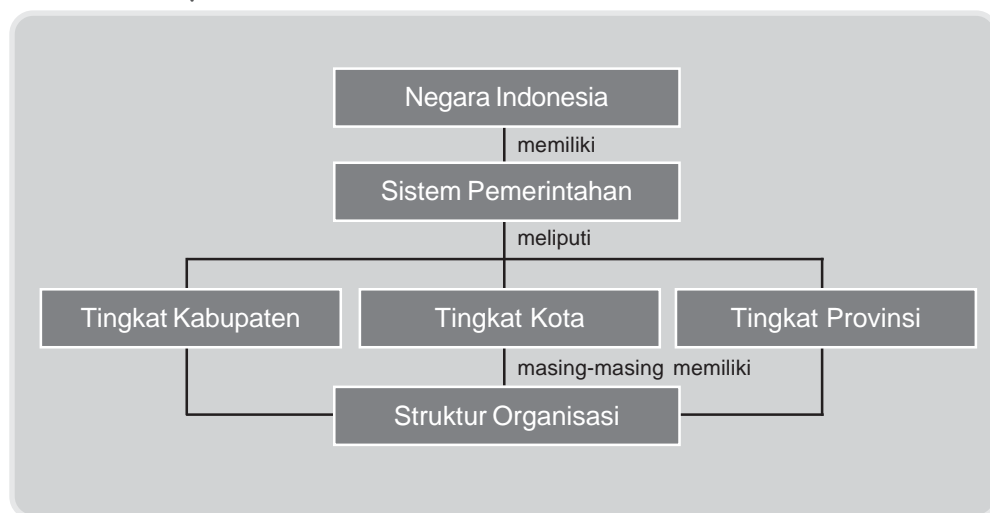 Negara Indonesia
memiliki
Sistem Pemerintahan
meliputi
Tingkat Kabupaten
Tingkat Kota
Tingkat Provinsi
masing-masing memiliki
Struktur Organisasi